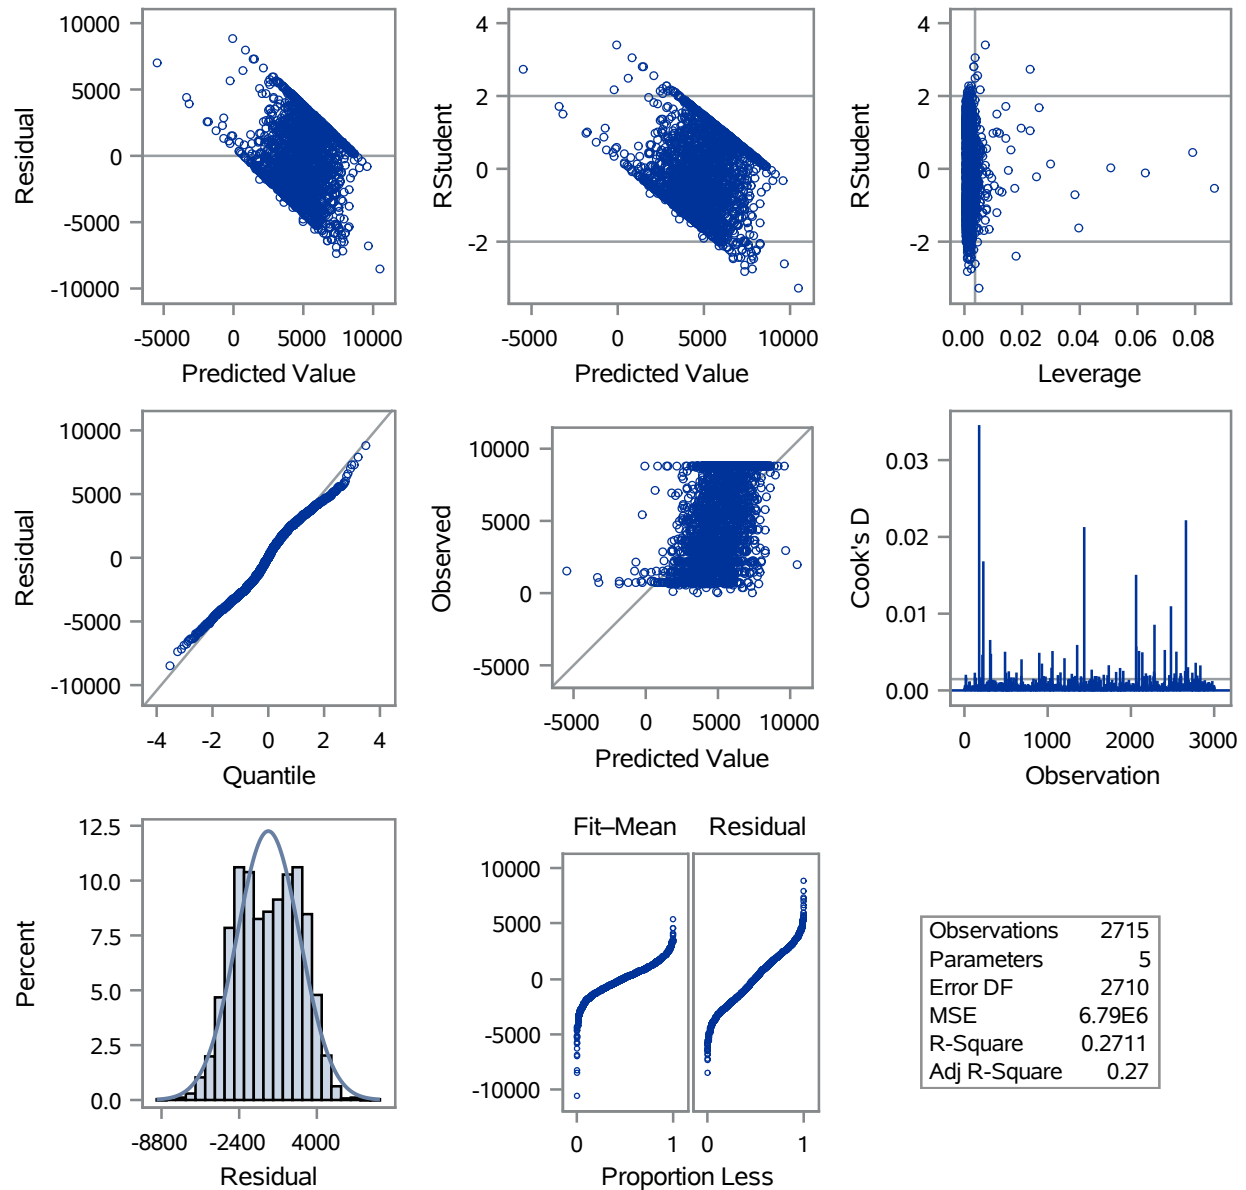 10000
5000
0
-5000
-10000
Residual
-5000 0 5000 10000
Predicted Value
4
2
0
-2
RStudent
-5000 0 5000 10000
Predicted Value
4
2
0
-2
RStudent
0.00 0.02 0.04 0.06 0.08
Leverage
10000
5000
0
-5000
-10000
Residual
-4 -2 0 2 4
Quantile
10000
5000
0
-5000
Observed
-5000 0 5000 10000
Predicted Value
0.03
0.02
0.01
0.00
Cook's D
0 1000 2000 3000
Observation
12.5
10.0
7.5
5.0
2.5
0.0
Percent
-8800 -2400 4000
Residual
Fit–Mean Residual
10000
5000
0
-5000
-10000
0 1 0 1
Proportion Less
Observations 2715
Parameters 5
Error DF 2710
MSE 6.79E6
R-Square 0.2711
Adj R-Square 0.27